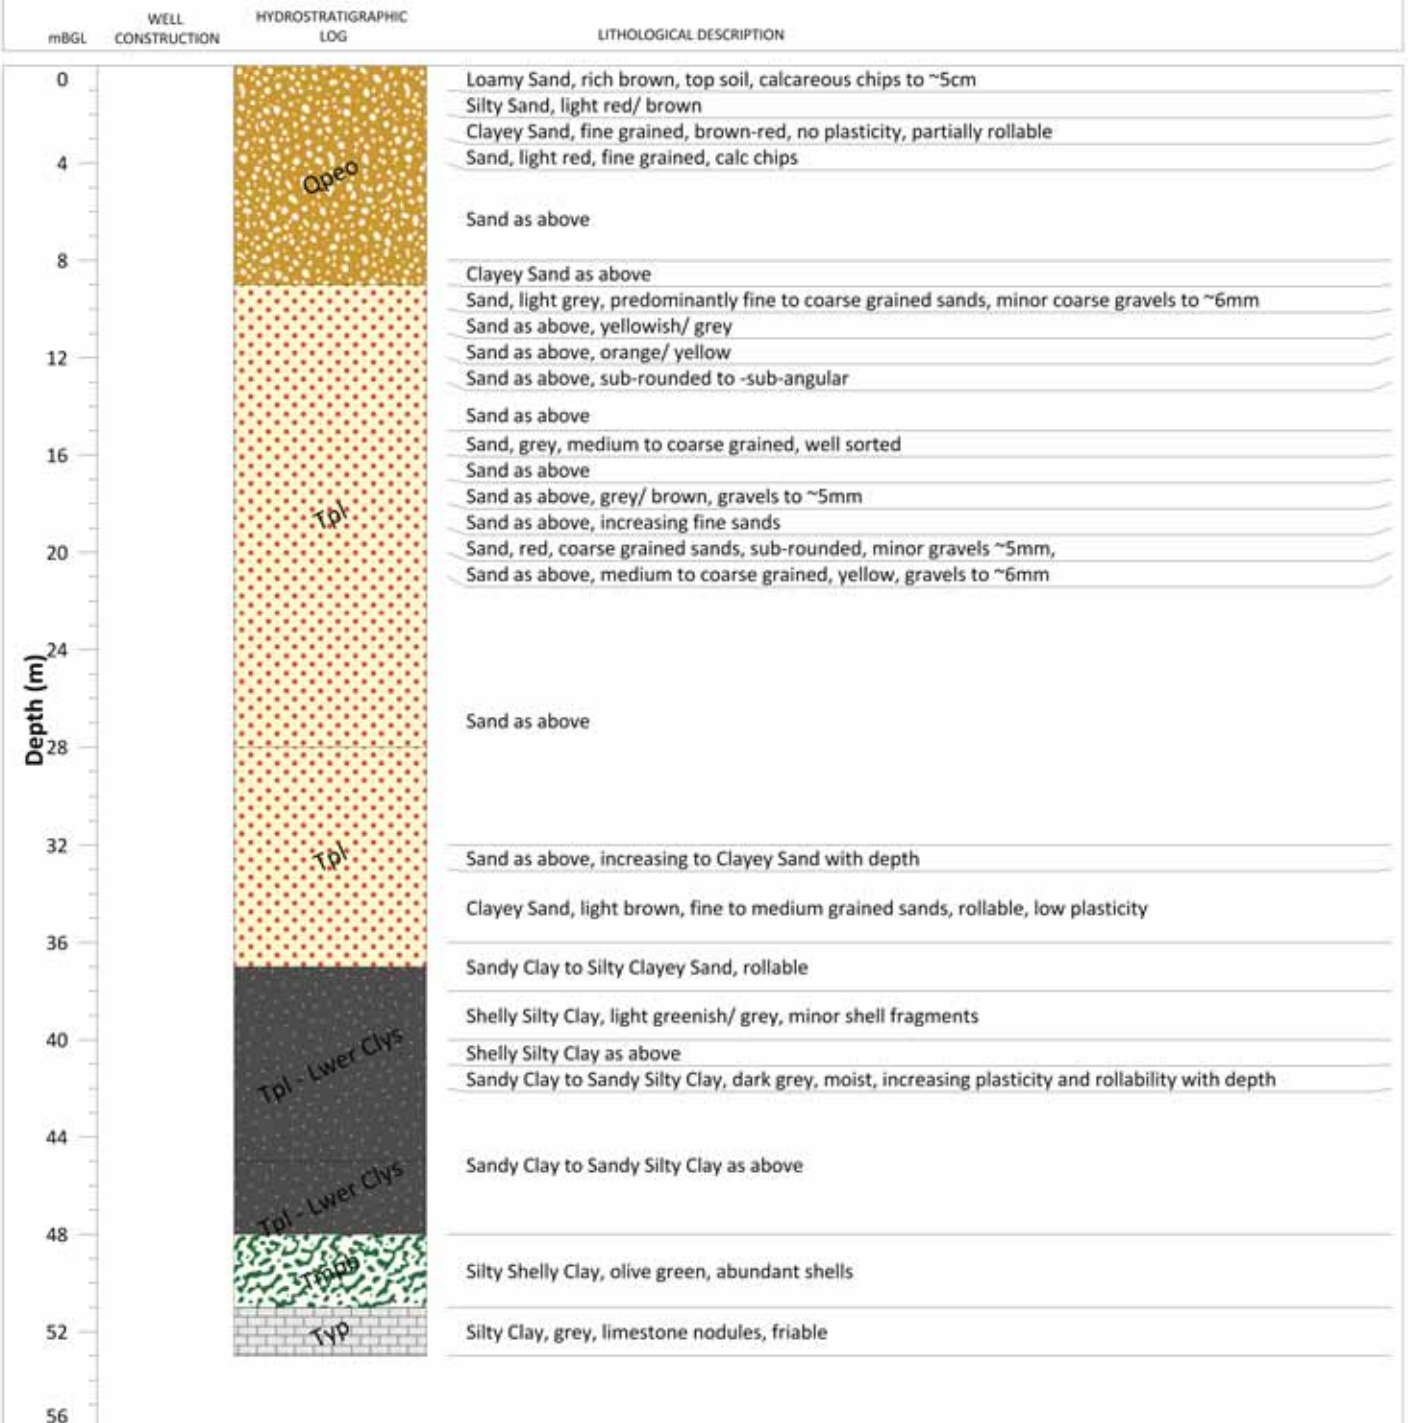 mBGL
WELL
CONSTRUCTION
HYDROSTRATIGRAPHIC
LOG
LITHOLOGICAL DESCRIPTION
Depth (m)
0
4
8
12
16
20
24
28
32
36
40
44
48
52
56
Qpeo
Tpl
Tpl
Tpl - Lwer Clys
Tpl - Lwer Clys
Tmpb
Typ
Loamy Sand, rich brown, top soil, calcareous chips to ~5cm
Silty Sand, light red/ brown
Clayey Sand, fine grained, brown-red, no plasticity, partially rollable
Sand, light red, fine grained, calc chips
Sand as above
Clayey Sand as above
Sand, light grey, predominantly fine to coarse grained sands, minor coarse gravels to ~6mm
Sand as above, yellowish/ grey
Sand as above, orange/ yellow
Sand as above, sub-rounded to -sub-angular
Sand as above
Sand, grey, medium to coarse grained, well sorted
Sand as above
Sand as above, grey/ brown, gravels to ~5mm
Sand as above, increasing fine sands
Sand, red, coarse grained sands, sub-rounded, minor gravels ~5mm,
Sand as above, medium to coarse grained, yellow, gravels to ~6mm
Sand as above
Sand as above, increasing to Clayey Sand with depth
Clayey Sand, light brown, fine to medium grained sands, rollable, low plasticity
Sandy Clay to Silty Clayey Sand, rollable
Shelly Silty Clay, light greenish/ grey, minor shell fragments
Shelly Silty Clay as above
Sandy Clay to Sandy Silty Clay, dark grey, moist, increasing plasticity and rollability with depth
Sandy Clay to Sandy Silty Clay as above
Silty Shelly Clay, olive green, abundant shells
Silty Clay, grey, limestone nodules, friable